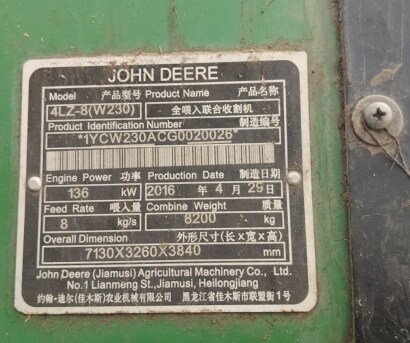 JOHN DEERE
Model 产品型号 Product Name 产品名称
4LZ-8(W230) 全喂入联合收割机
Product Identification Number 制造编号
*1YCW230ACG0020026*
Engine Power 功率 Production Date 制造日期
136 kW 2016 年 4 月 29 日
Feed Rate 喂入量 Combine Weight 质量
8 kg/s 8200 kg
Overall Dimension 外形尺寸(长×宽×高)
7130X3260X3840 mm
John Deere (Jiamusi) Agricultural Machinery Co., Ltd.
No.1 Lianmeng St.,Jiamusi, Heilongjiang
约翰·迪尔(佳木斯)农业机械有限公司 黑龙江省佳木斯市联盟街1号